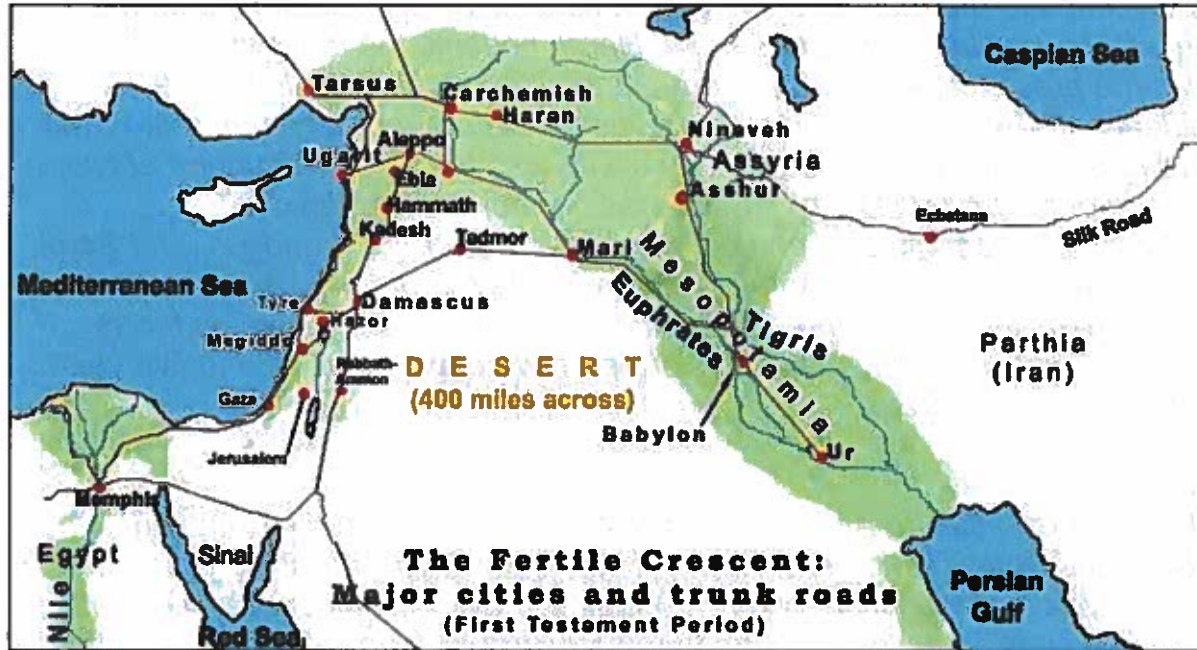 Caspian Sea
Tarsus
Carchemish
Haran
Nineveh
Aleppo
Ugarit
Assyria
Ebla
Asshur
Hammath
Ecbatana
Silk Road
Kadesh
Tadmor
Mari
Mediterranean Sea
Mesopotamia
Euphrates
Tyre
Damascus
Hazor
Tigris
Megiddo
Rabbath-
Ammon
DESERT
(400 miles across)
Parthia
(Iran)
Gaza
Babylon
Jerusalem
Ur
Memphis
Egypt
Sinai
Nile
Red Sea
The Fertile Crescent:
Major cities and trunk roads
(First Testament Period)
Persian
Gulf